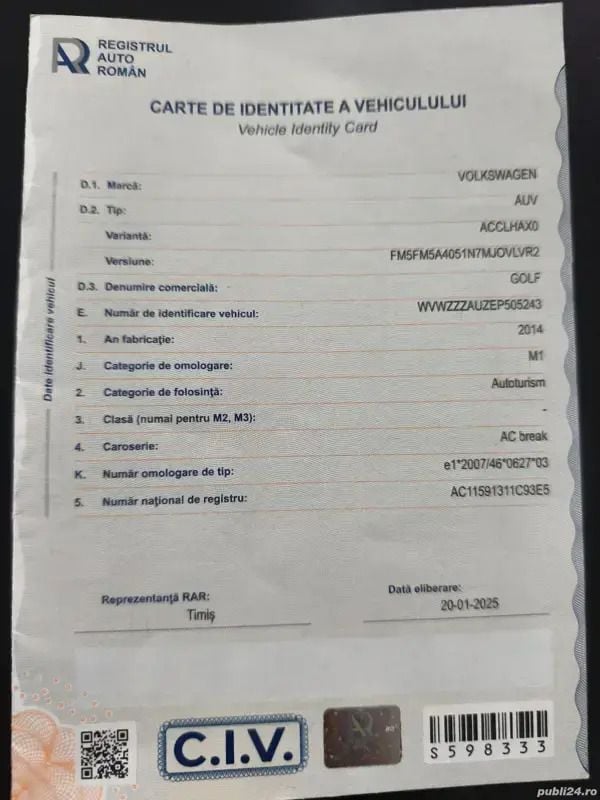 REGISTRUL
AUTO
ROMÂN
CARTE DE IDENTITATE A VEHICULULUI
Vehicle Identity Card
Date identificare vehicul
D.1. Marcă: VOLKSWAGEN
D.2. Tip: AUV
Variantă: ACCLHAX0
Versiune: FM5FM5A4051N7MJOVLVR2
D.3. Denumire comercială: GOLF
E. Număr de identificare vehicul: WVWZZZAUZEP505243
1. An fabricație: 2014
J. Categorie de omologare: M1
2. Categorie de folosință: Autoturism
3. Clasă (numai pentru M2, M3): -
4. Caroserie: AC break
K. Număr omologare de tip: e1*2007/46*0627*03
5. Număr național de registru: AC11591311C93E5
Reprezentanță RAR: Timiș
Dată eliberare: 20-01-2025
C.I.V.
S598333
publi24.ro